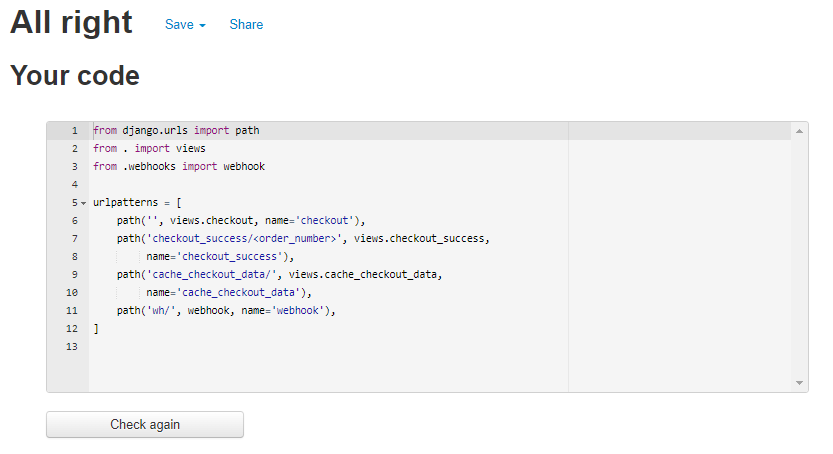 All right
Save
Share
Your code
1 from django.urls import path
2 from . import views
3 from .webhooks import webhook
4
5 urlpatterns = [
6     path('', views.checkout, name='checkout'),
7     path('checkout_success/<order_number>', views.checkout_success,
8          name='checkout_success'),
9     path('cache_checkout_data/', views.cache_checkout_data,
10          name='cache_checkout_data'),
11     path('wh/', webhook, name='webhook'),
12 ]
13
Check again